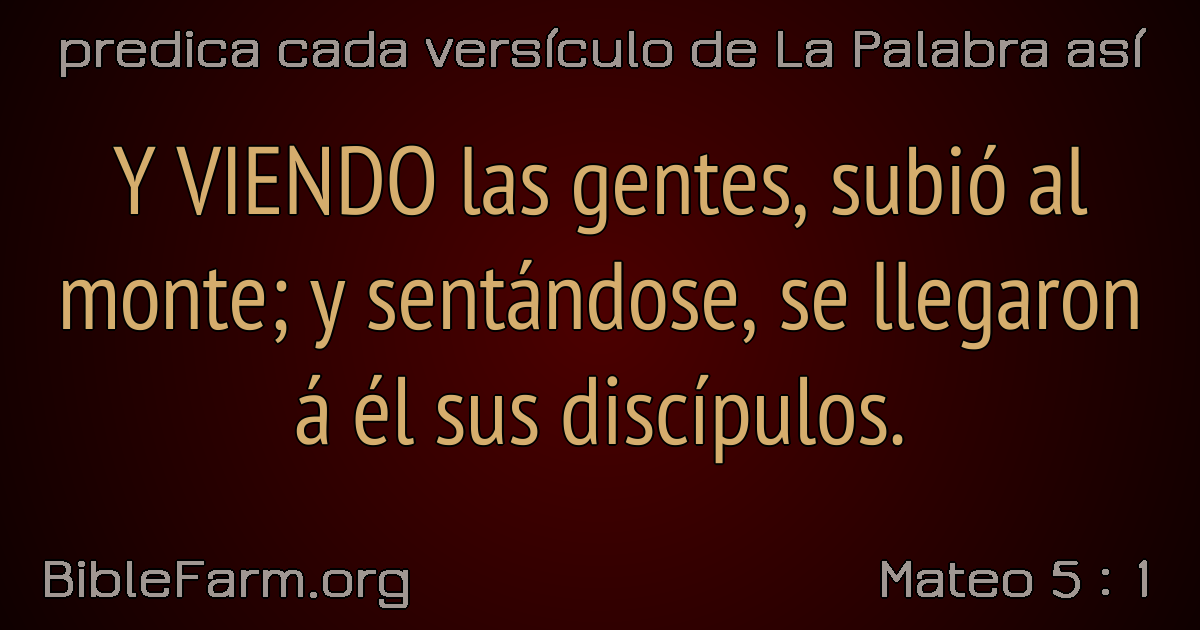 predica cada versículo de La Palabra así
Y VIENDO las gentes, subió al
monte; y sentándose, se llegaron
á él sus discípulos.
BibleFarm.org
Mateo 5 : 1